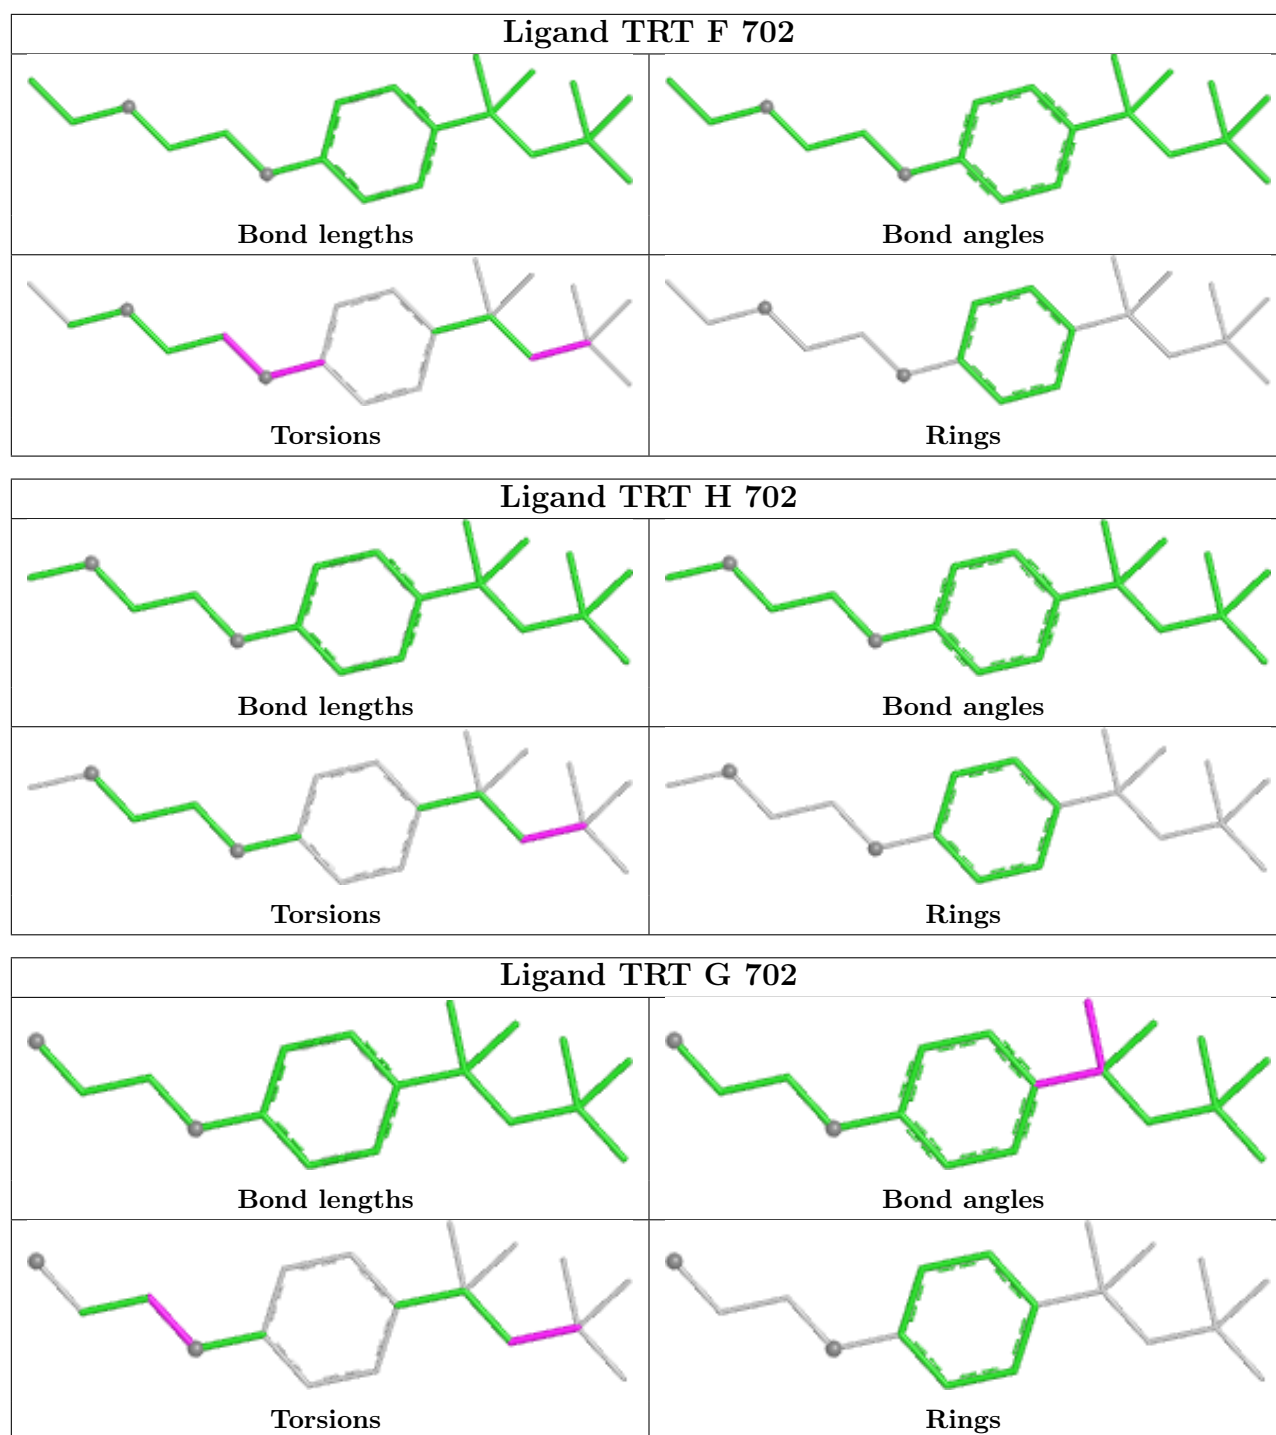 Ligand TRT F 702
Bond lengths
Bond angles
Torsions
Rings
Ligand TRT H 702
Bond lengths
Bond angles
Torsions
Rings
Ligand TRT G 702
Bond lengths
Bond angles
Torsions
Rings